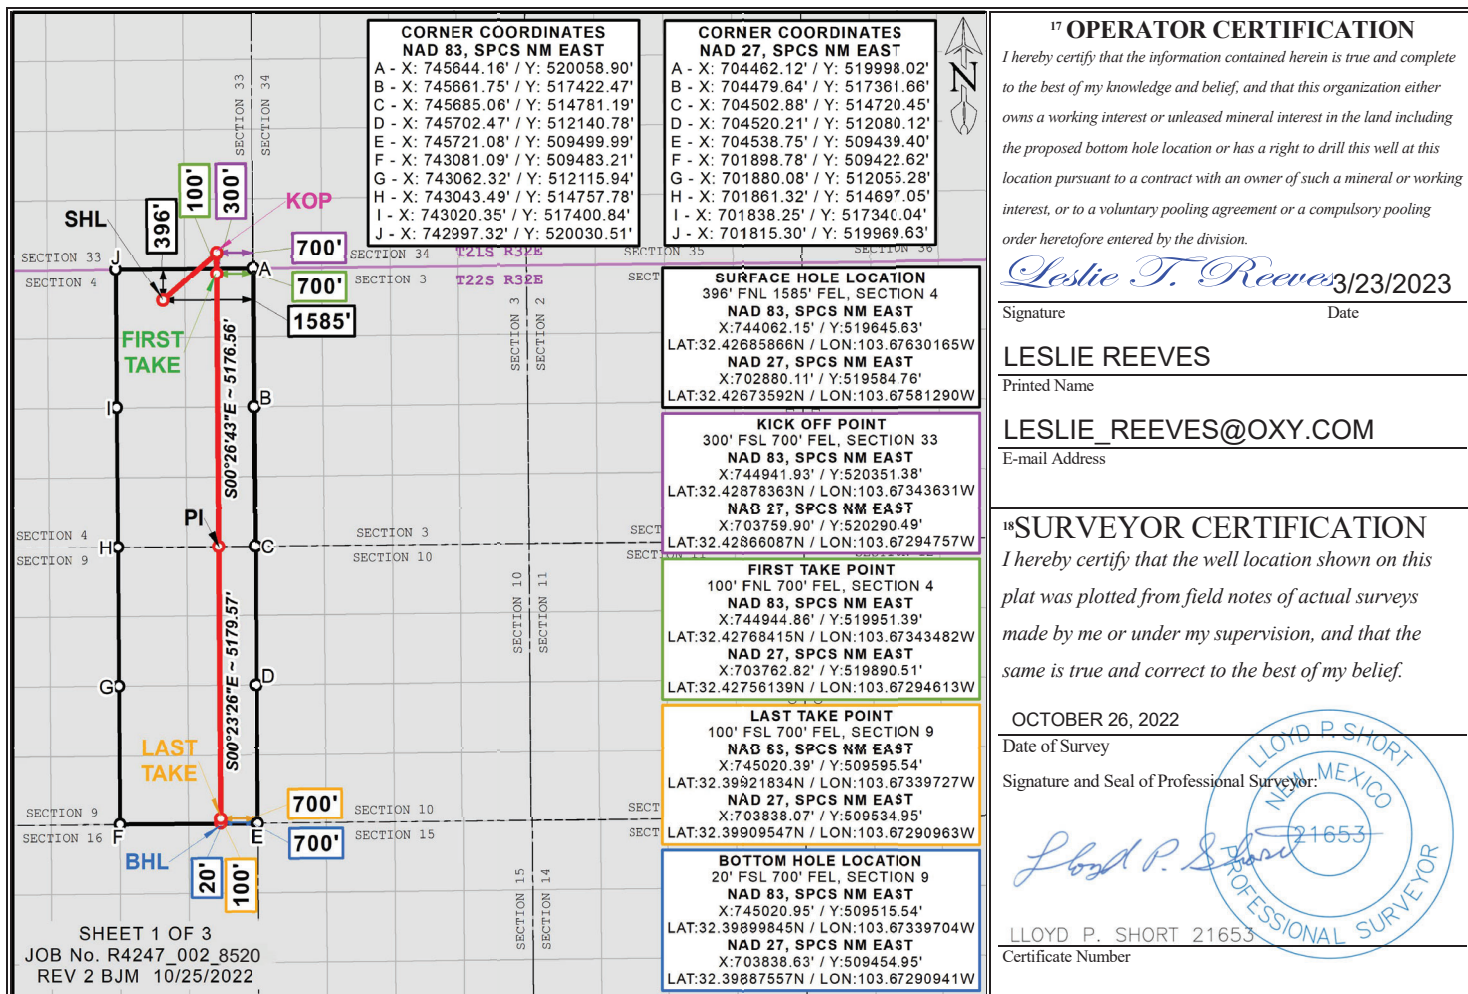 CORNER COORDINATES
NAD 83, SPCS NM EAST
A - X: 745644.16' / Y: 520058.90'
B - X: 745661.75' / Y: 517422.47'
C - X: 745685.06' / Y: 514781.19'
D - X: 745702.47' / Y: 512140.78'
E - X: 745721.08' / Y: 509499.99'
F - X: 743081.09' / Y: 509483.21'
G - X: 743062.32' / Y: 512115.94'
H - X: 743043.49' / Y: 514757.78'
I - X: 743020.35' / Y: 517400.84'
J - X: 742997.32' / Y: 520030.51'
CORNER COORDINATES
NAD 27, SPCS NM EAST
A - X: 704462.12' / Y: 519998.02'
B - X: 704479.64' / Y: 517361.66'
C - X: 704502.88' / Y: 514720.45'
D - X: 704520.21' / Y: 512080.12'
E - X: 704538.75' / Y: 509439.40'
F - X: 701898.78' / Y: 509422.62'
G - X: 701880.08' / Y: 512055.28'
H - X: 701861.32' / Y: 514697.05'
I - X: 701838.25' / Y: 517340.04'
J - X: 701815.30' / Y: 519969.63'
N
SECTION 33
SECTION 34
100'
300'
396'
KOP
SHL
700'
J
A
SECTION 33
SECTION 34
T21S R32E
SECTION 35
SECTION 36
SECTION 4
SECTION 3
T22S R32E
SECT
700'
1585'
FIRST
TAKE
SECTION 3
SECTION 2
S00°26'43"E ~ 5176.56'
I
B
PI
SECTION 4
SECTION 3
SECT
H
C
SECTION 9
SECTION 10
SECTION 11
SECTION 10
SECTION 11
S00°23'26"E ~ 5179.57'
G
D
LAST
TAKE
700'
SECTION 9
SECTION 10
SECT
SECTION 16
SECTION 15
SECT
F
E
BHL
700'
20'
100'
SECTION 15
SECTION 14
SHEET 1 OF 3
JOB No. R4247_002_8520
REV 2 BJM 10/25/2022
SURFACE HOLE LOCATION
396' FNL 1585' FEL, SECTION 4
NAD 83, SPCS NM EAST
X:744062.15' / Y:519645.63'
LAT:32.42685866N / LON:103.67630165W
NAD 27, SPCS NM EAST
X:702880.11' / Y:519584.76'
LAT:32.42673592N / LON:103.67581290W
KICK OFF POINT
300' FSL 700' FEL, SECTION 33
NAD 83, SPCS NM EAST
X:744941.93' / Y:520351.38'
LAT:32.42878363N / LON:103.67343631W
NAD 27, SPCS NM EAST
X:703759.90' / Y:520290.49'
LAT:32.42866087N / LON:103.67294757W
FIRST TAKE POINT
100' FNL 700' FEL, SECTION 4
NAD 83, SPCS NM EAST
X:744944.86' / Y:519951.39'
LAT:32.42768415N / LON:103.67343482W
NAD 27, SPCS NM EAST
X:703762.82' / Y:519890.51'
LAT:32.42756139N / LON:103.67294613W
LAST TAKE POINT
100' FSL 700' FEL, SECTION 9
NAD 83, SPCS NM EAST
X:745020.39' / Y:509595.54'
LAT:32.39921834N / LON:103.67339727W
NAD 27, SPCS NM EAST
X:703838.07' / Y:509534.95'
LAT:32.39909547N / LON:103.67290963W
BOTTOM HOLE LOCATION
20' FSL 700' FEL, SECTION 9
NAD 83, SPCS NM EAST
X:745020.95' / Y:509515.54'
LAT:32.39899845N / LON:103.67339704W
NAD 27, SPCS NM EAST
X:703838.63' / Y:509454.95'
LAT:32.39887557N / LON:103.67290941W
17 OPERATOR CERTIFICATION
I hereby certify that the information contained herein is true and complete
to the best of my knowledge and belief, and that this organization either
owns a working interest or unleased mineral interest in the land including
the proposed bottom hole location or has a right to drill this well at this
location pursuant to a contract with an owner of such a mineral or working
interest, or to a voluntary pooling agreement or a compulsory pooling
order heretofore entered by the division.
Leslie T. Reeves 3/23/2023
Signature Date
LESLIE REEVES
Printed Name
LESLIE_REEVES@OXY.COM
E-mail Address
18 SURVEYOR CERTIFICATION
I hereby certify that the well location shown on this
plat was plotted from field notes of actual surveys
made by me or under my supervision, and that the
same is true and correct to the best of my belief.
OCTOBER 26, 2022
Date of Survey
Signature and Seal of Professional Surveyor:
LLOYD P. SHORT
NEW MEXICO
21653
PROFESSIONAL SURVEYOR
Lloyd P. Short
LLOYD P. SHORT 21653
Certificate Number